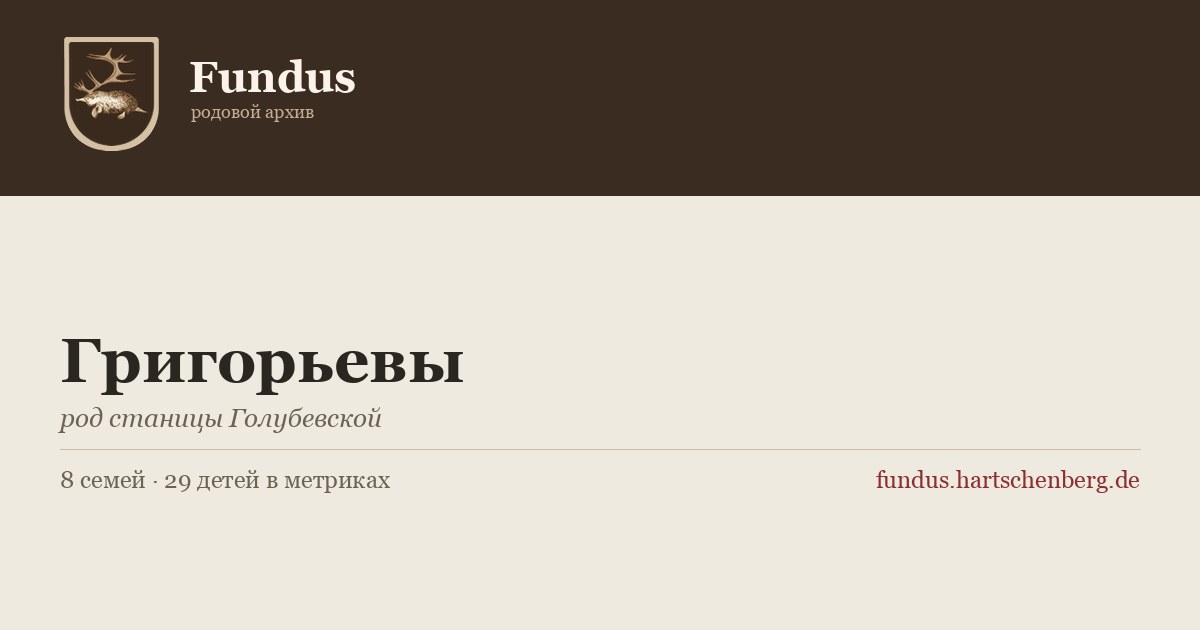 Fundus
родовой архив
Григорьевы
род станицы Голубевской
8 семей · 29 детей в метриках
fundus.hartschenberg.de